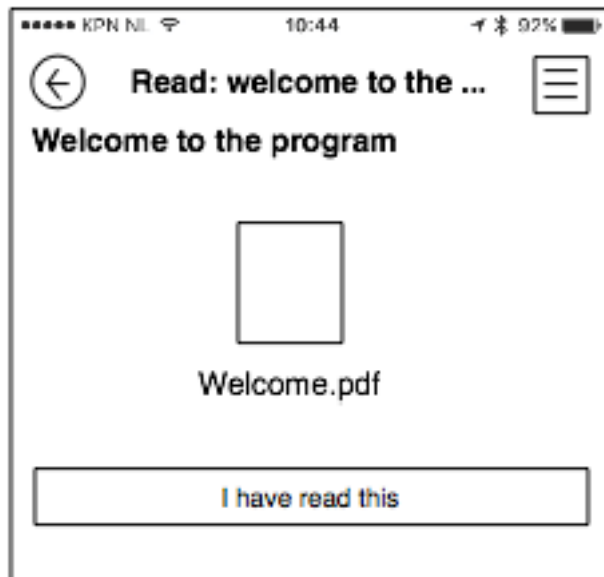 KPN NL 10:44 92%
Read: welcome to the ...
Welcome to the program
Welcome.pdf
I have read this